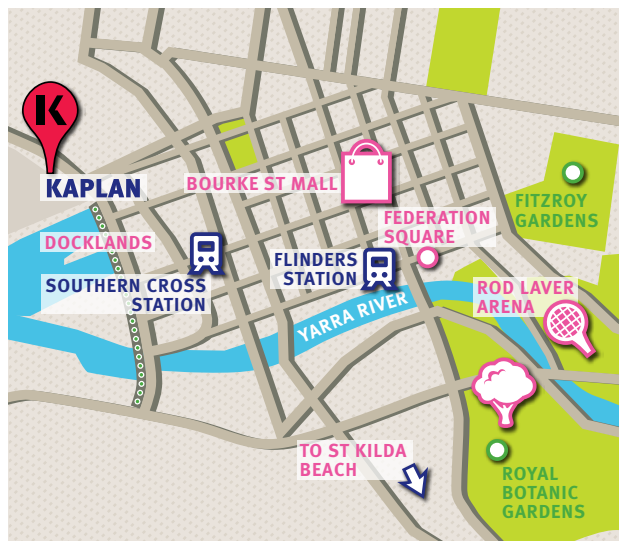 K
KAPLAN
BOURKE ST MALL
FITZROY
GARDENS
FEDERATION
SQUARE
DOCKLANDS
FLINDERS
STATION
SOUTHERN CROSS
STATION
ROD LAVER
ARENA
YARRA RIVER
TO ST KILDA
BEACH
ROYAL
BOTANIC
GARDENS